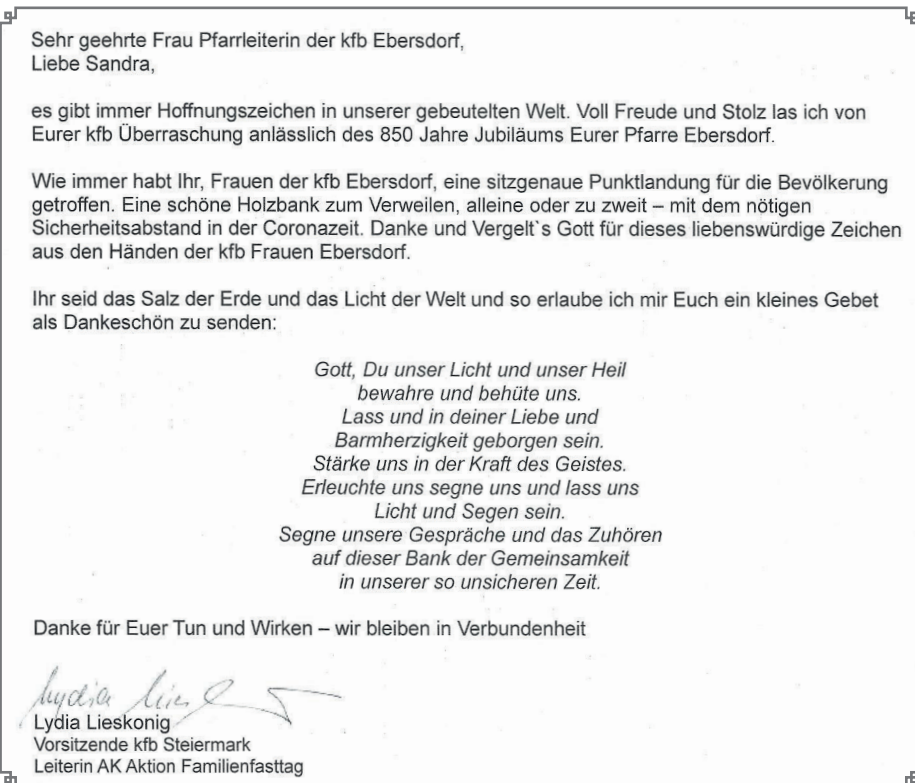 Sehr geehrte Frau Pfarrleiterin der kfb Ebersdorf,
Liebe Sandra,
es gibt immer Hoffnungszeichen in unserer gebeutelten Welt. Voll Freude und Stolz las ich von
Eurer kfb Überraschung anlässlich des 850 Jahre Jubiläums Eurer Pfarre Ebersdorf.
Wie immer habt Ihr, Frauen der kfb Ebersdorf, eine sitzgenaue Punktlandung für die Bevölkerung
getroffen. Eine schöne Holzbank zum Verweilen, alleine oder zu zweit – mit dem nötigen
Sicherheitsabstand in der Coronazeit. Danke und Vergelt`s Gott für dieses liebenswürdige Zeichen
aus den Händen der kfb Frauen Ebersdorf.
Ihr seid das Salz der Erde und das Licht der Welt und so erlaube ich mir Euch ein kleines Gebet
als Dankeschön zu senden:
Gott, Du unser Licht und unser Heil
bewahre und behüte uns.
Lass und in deiner Liebe und
Barmherzigkeit geborgen sein.
Stärke uns in der Kraft des Geistes.
Erleuchte uns segne uns und lass uns
Licht und Segen sein.
Segne unsere Gespräche und das Zuhören
auf dieser Bank der Gemeinsamkeit
in unserer so unsicheren Zeit.
Danke für Euer Tun und Wirken – wir bleiben in Verbundenheit
Lydia
Lydia Lieskonig
Vorsitzende kfb Steiermark
Leiterin AK Aktion Familienfasttag